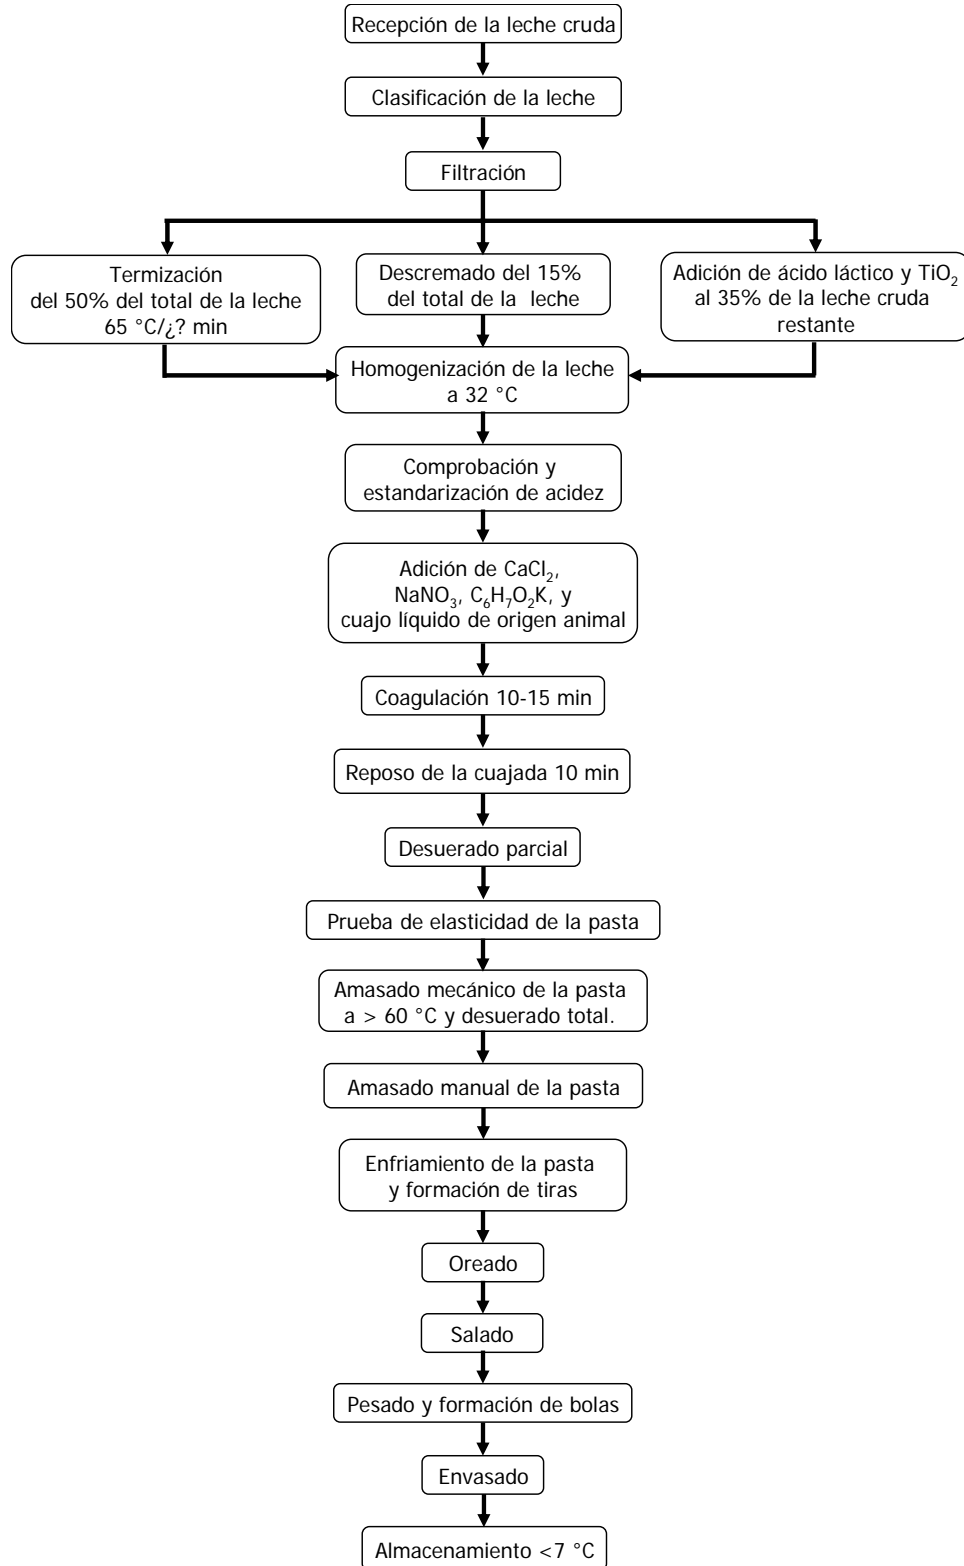 Recepción de la leche cruda
Clasificación de la leche
Filtración
Termización
del 50% del total de la leche
65 °C/¿? min
Descremado del 15%
del total de la leche
Adición de ácido láctico y TiO₂
al 35% de la leche cruda
restante
Homogenización de la leche
a 32 °C
Comprobación y
estandarización de acidez
Adición de CaCl₂,
NaNO₃, C₆H₇O₂K, y
cuajo líquido de origen animal
Coagulación 10-15 min
Reposo de la cuajada 10 min
Desuerado parcial
Prueba de elasticidad de la pasta
Amasado mecánico de la pasta
a > 60 °C y desuerado total.
Amasado manual de la pasta
Enfriamiento de la pasta
y formación de tiras
Oreado
Salado
Pesado y formación de bolas
Envasado
Almacenamiento <7 °C